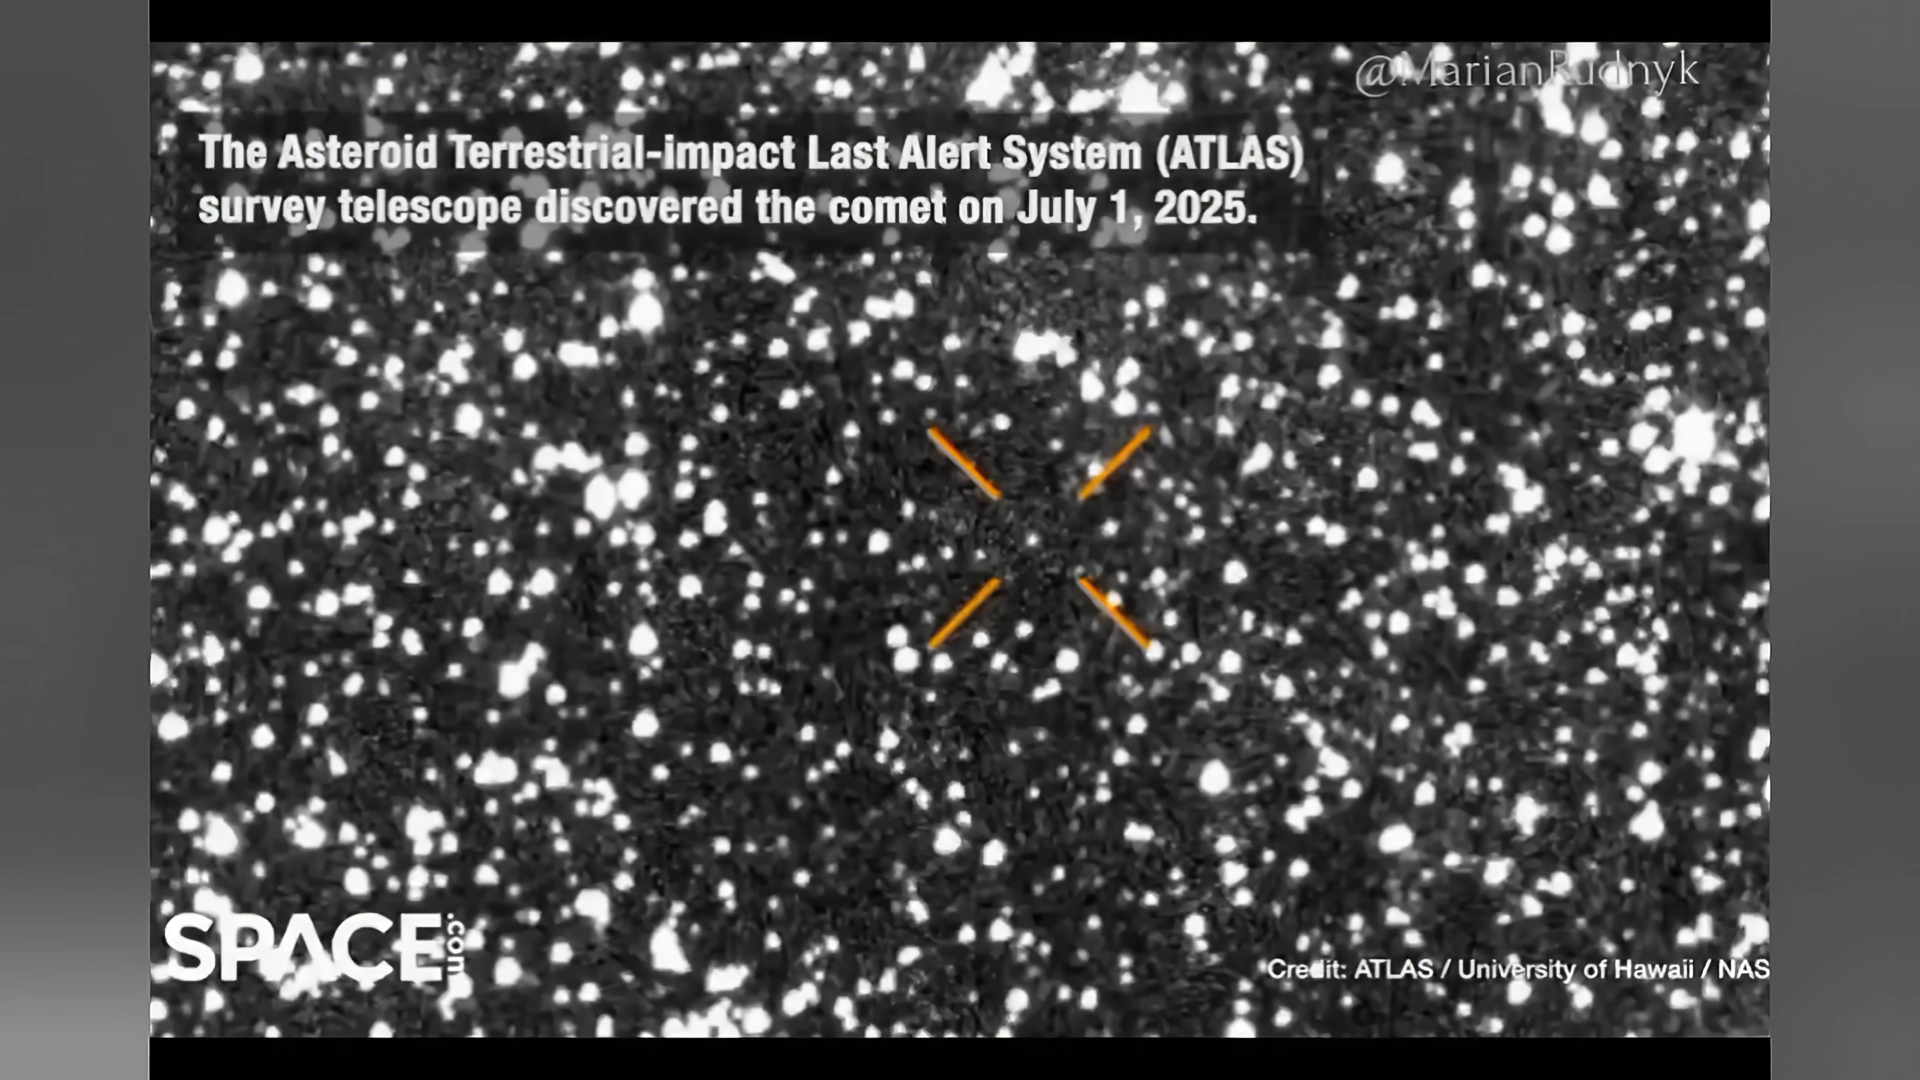 @MarianRudnyk
The Asteroid Terrestrial-impact Last Alert System (ATLAS)
survey telescope discovered the comet on July 1, 2025.
SPACE.com
Credit: ATLAS / University of Hawaii / NAS